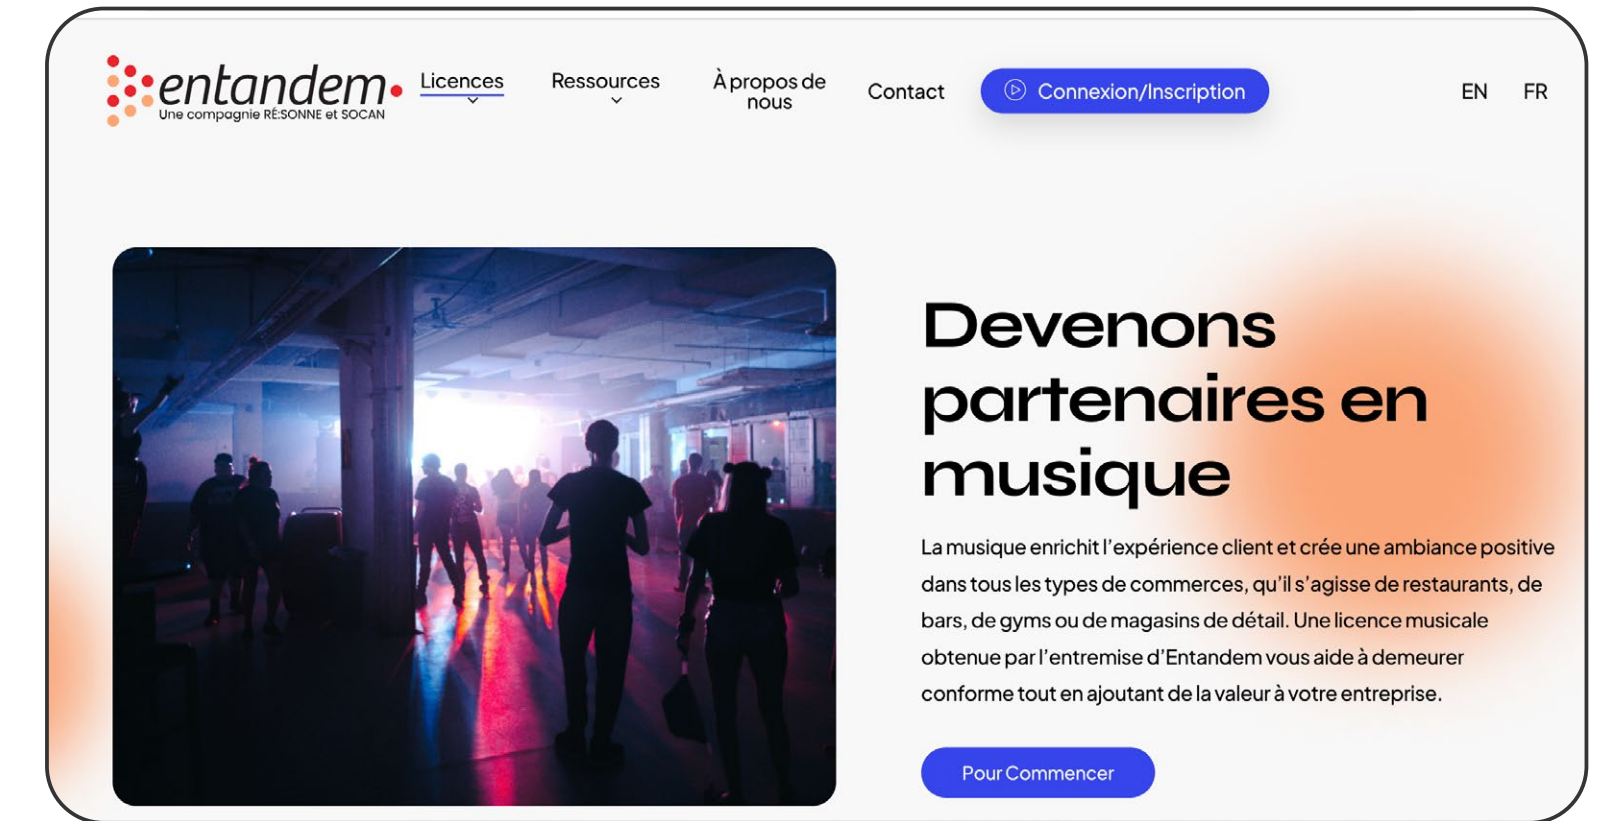 entandem
Une compagnie RÉ:SONNE et SOCAN
Licences
Ressources
À propos de
nous
Contact
Connexion/Inscription
EN
FR
Devenons
partenaires en
musique
La musique enrichit l’expérience client et crée une ambiance positive
dans tous les types de commerces, qu’il s’agisse de restaurants, de
bars, de gyms ou de magasins de détail. Une licence musicale
obtenue par l’entremise d’Entandem vous aide à demeurer
conforme tout en ajoutant de la valeur à votre entreprise.
Pour Commencer